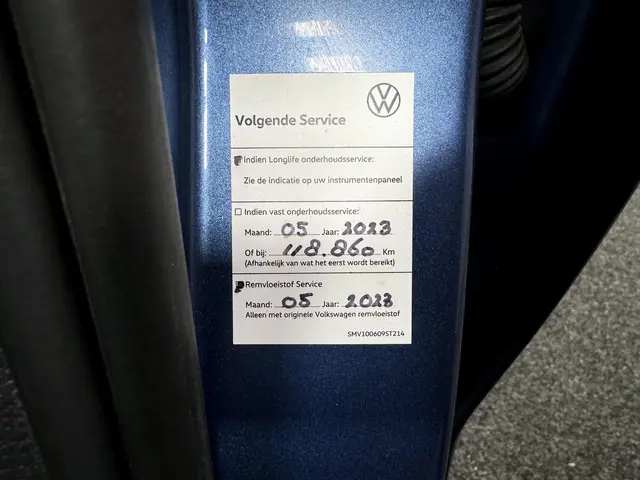 Volgende Service
Indien Longlife onderhoudsservice:
Zie de indicatie op uw instrumentenpaneel
Indien vast onderhoudsservice:
Maand: 05 Jaar: 2023
Of bij: 118.860 Km
(Afhankelijk van wat het eerst wordt bereikt)
Remvloeistof Service
Maand: 05 Jaar: 2023
Alleen met originele Volkswagen remvloeistof
SMV100609ST214